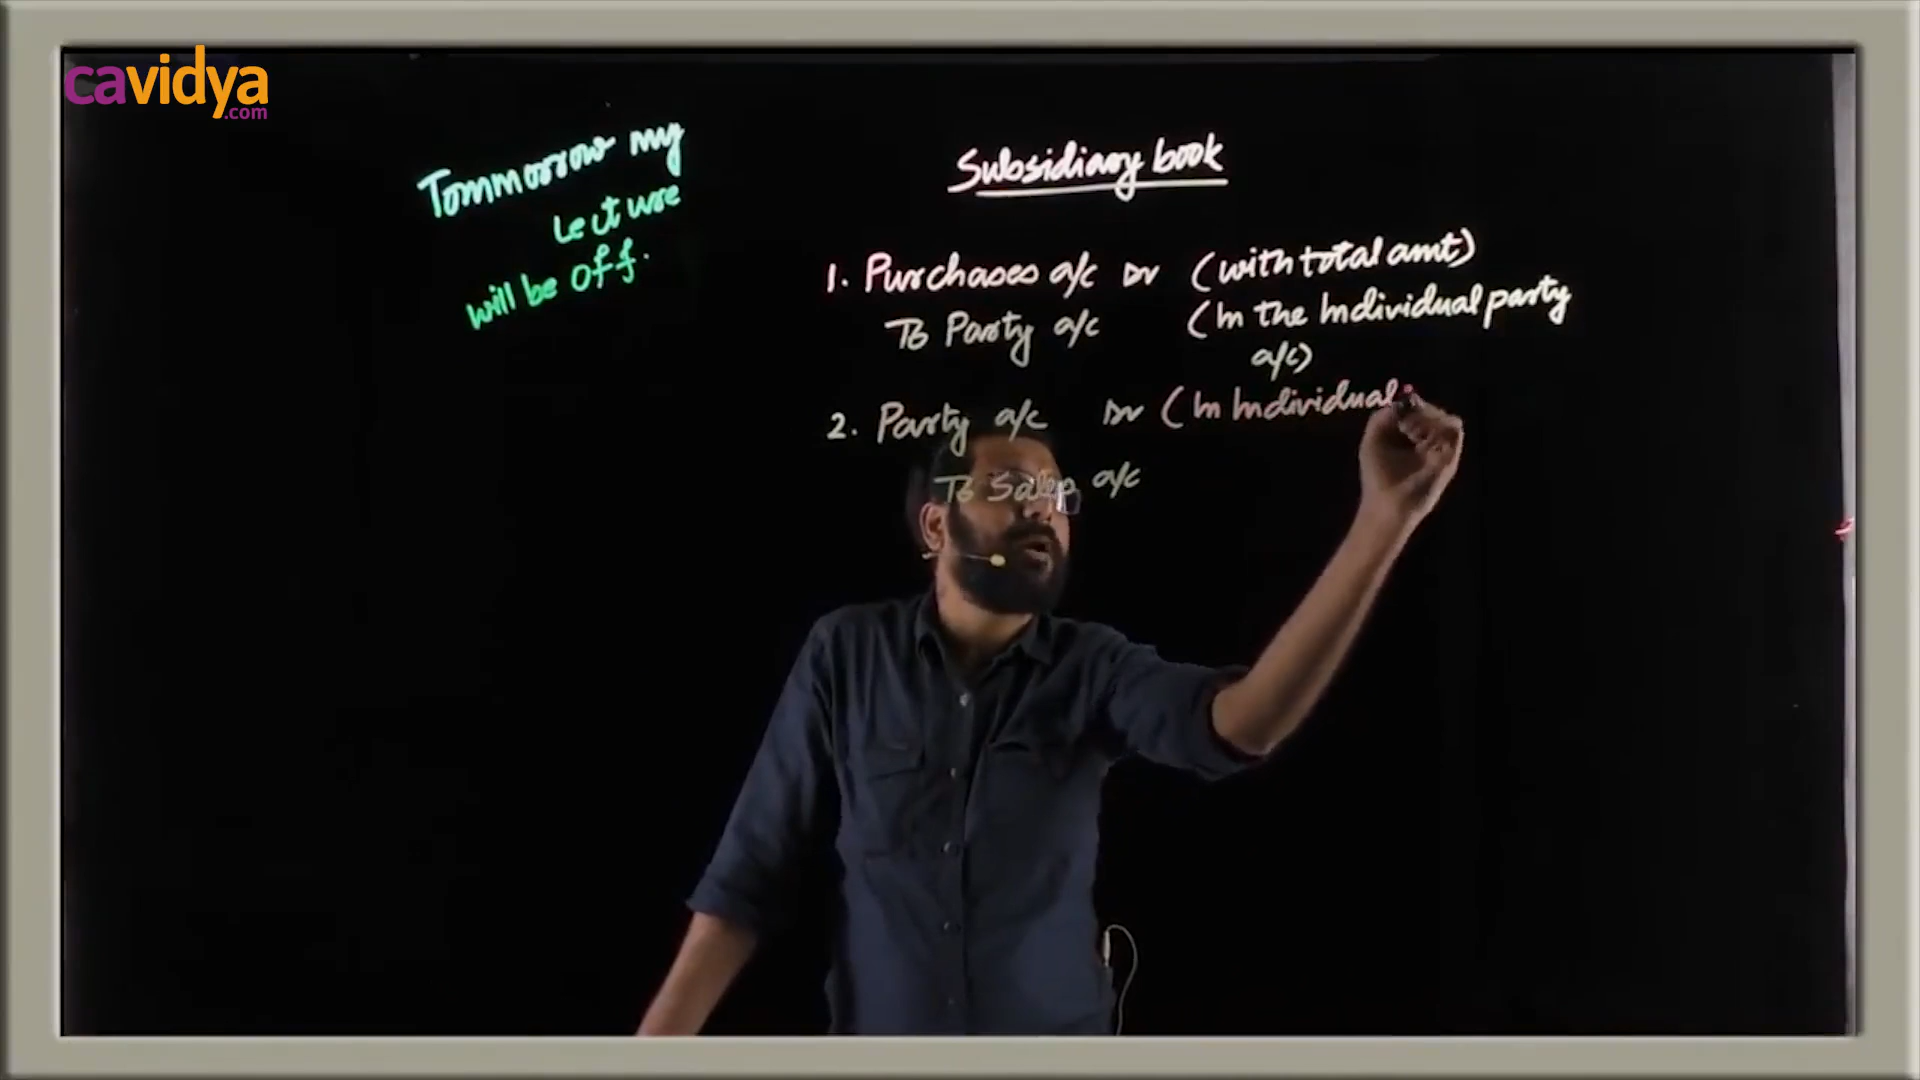 cavidya
.com
Tommorrow my
Lecture
will be off.
Subsidiary book
1. Purchases a/c Dr (with total amt)
To Party a/c (In the Individual party
a/c)
2. Party a/c Dr (In Individual
To Sales a/c